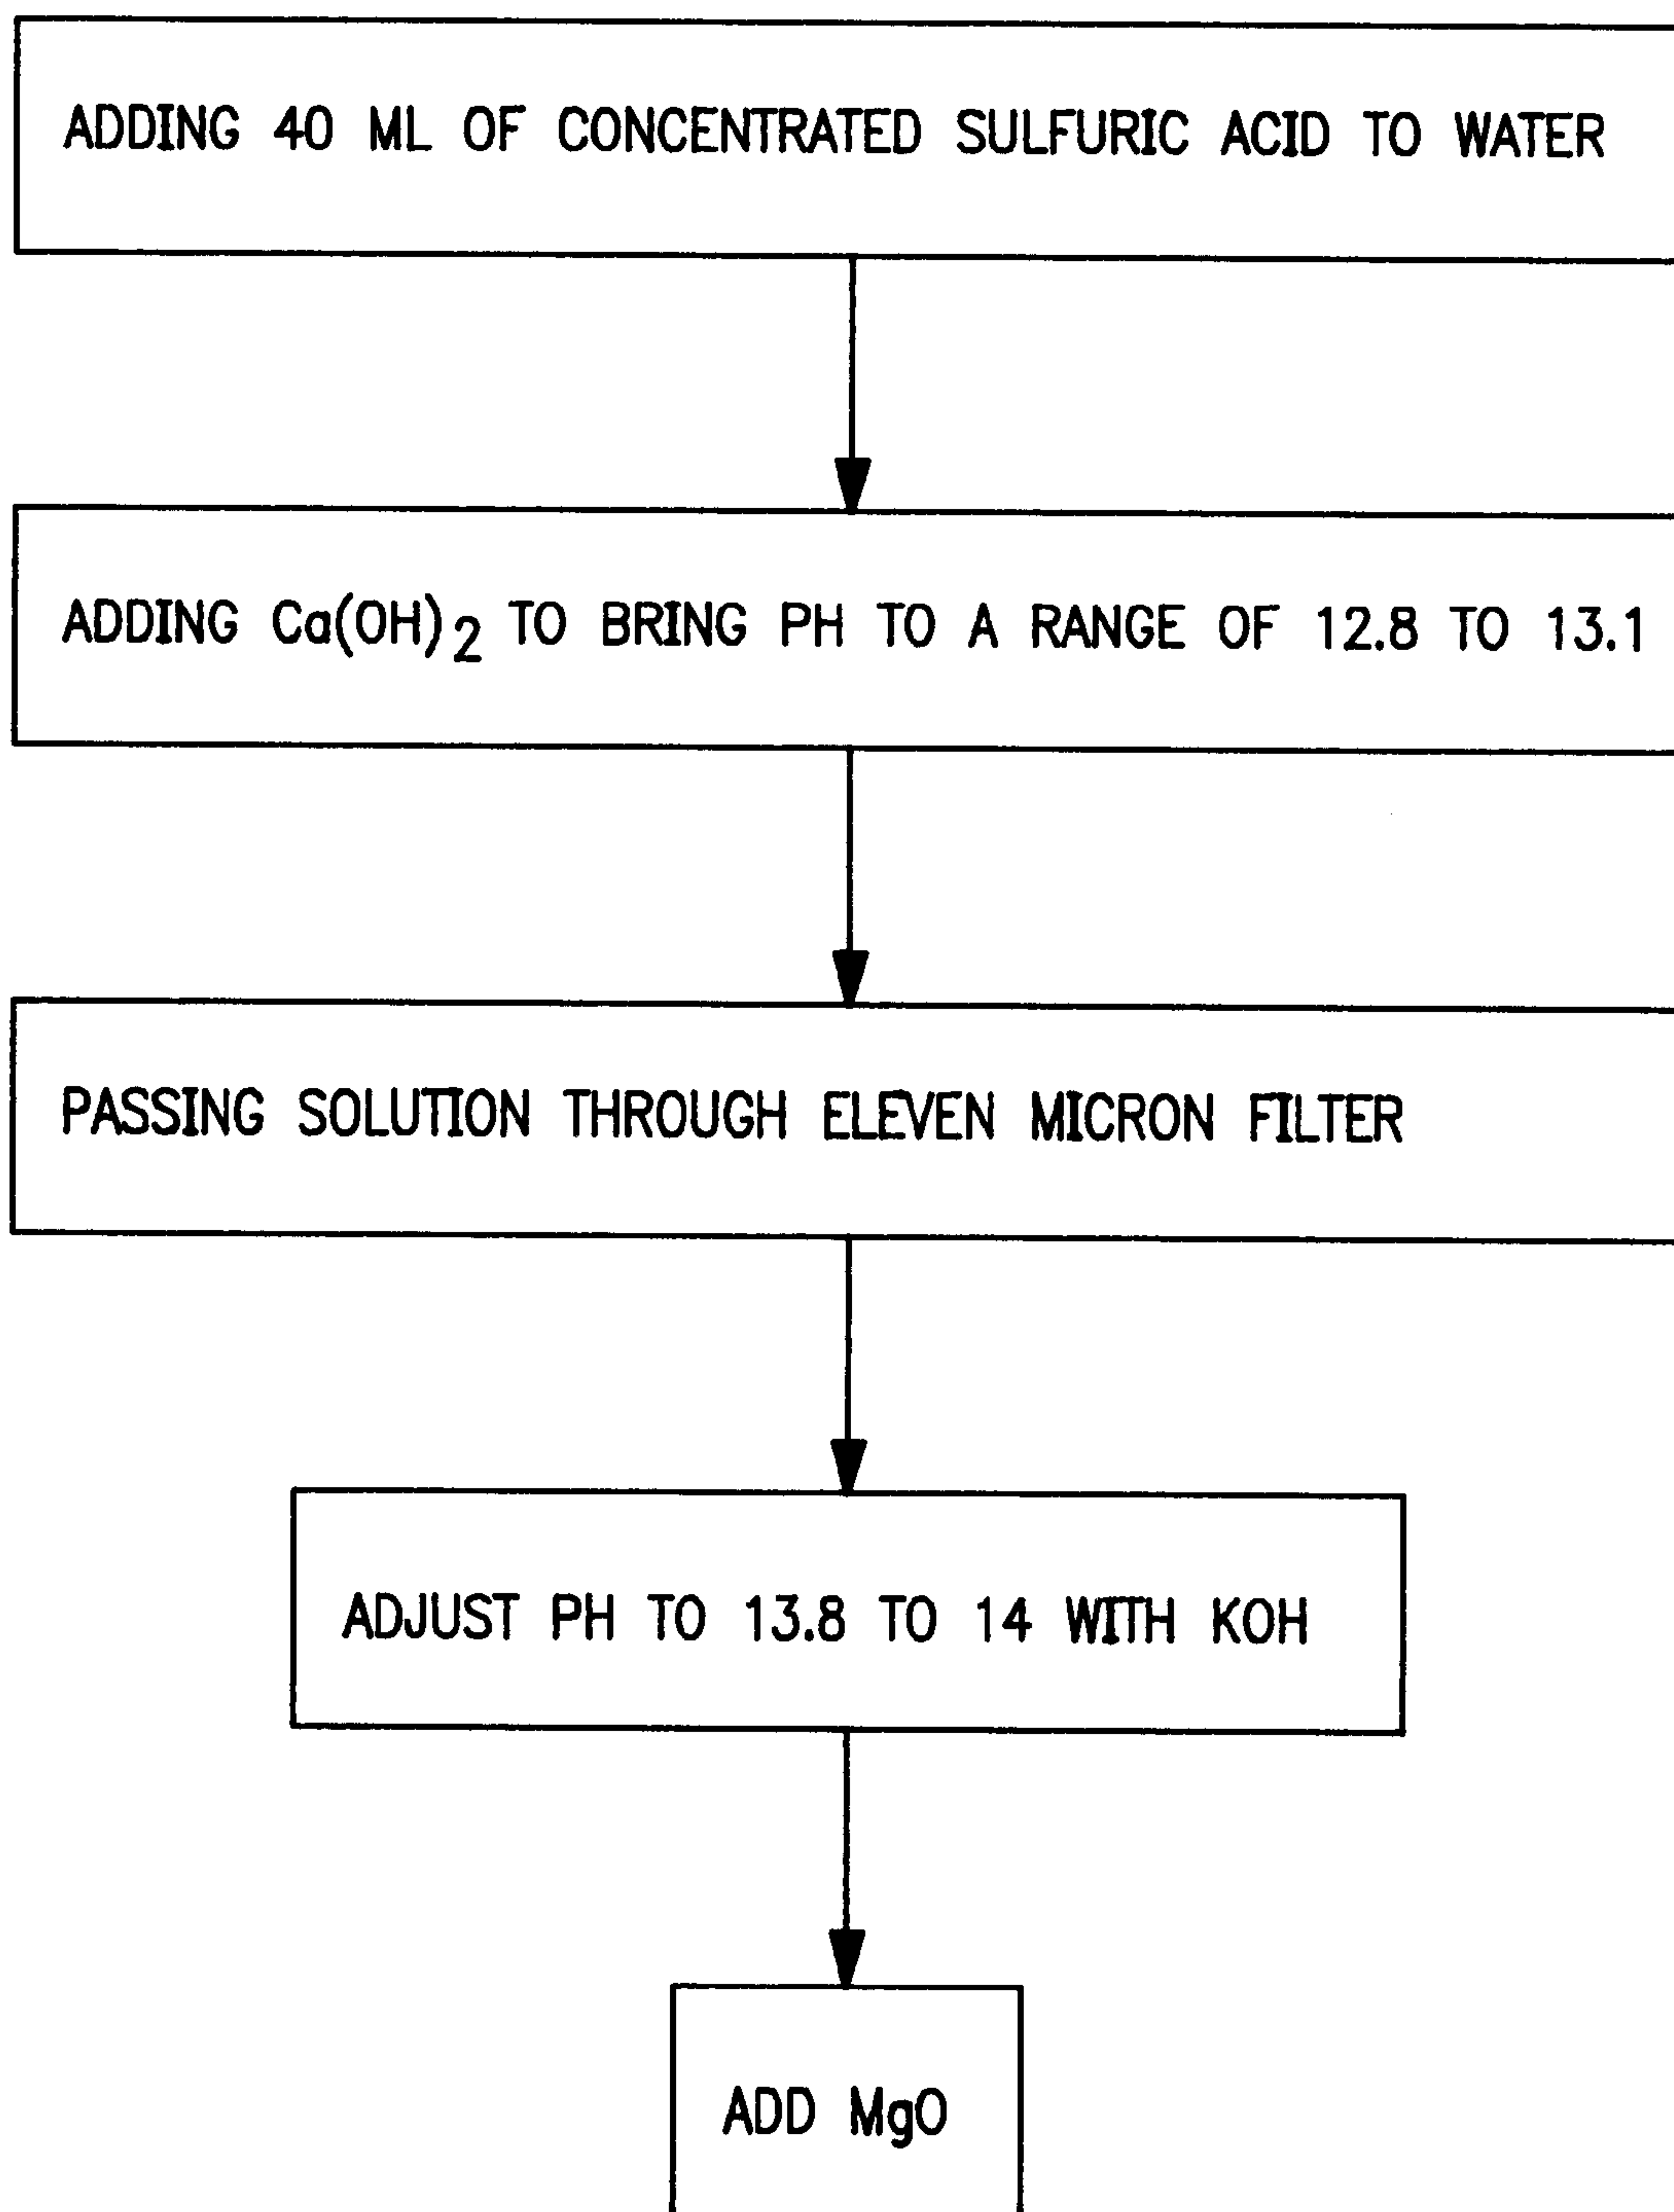 ADDING 40 ML OF CONCENTRATED SULFURIC ACID TO WATER
ADDING Ca(OH)2 TO BRING PH TO A RANGE OF 12.8 TO 13.1
PASSING SOLUTION THROUGH ELEVEN MICRON FILTER
ADJUST PH TO 13.8 TO 14 WITH KOH
ADD MgO